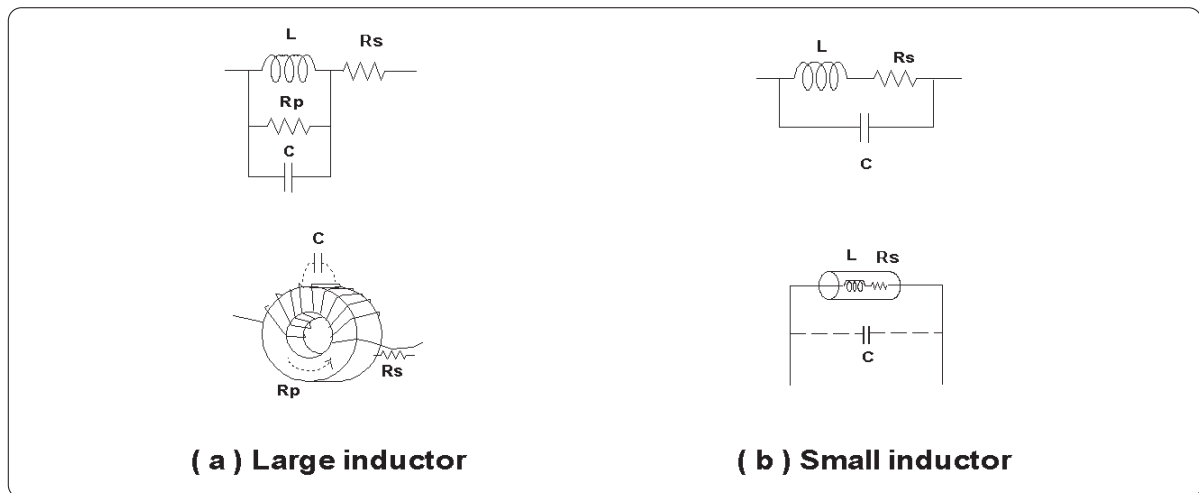 L
Rs
Rp
C
C
Rp
Rs
( a ) Large inductor
L
Rs
C
L Rs
C
( b ) Small inductor